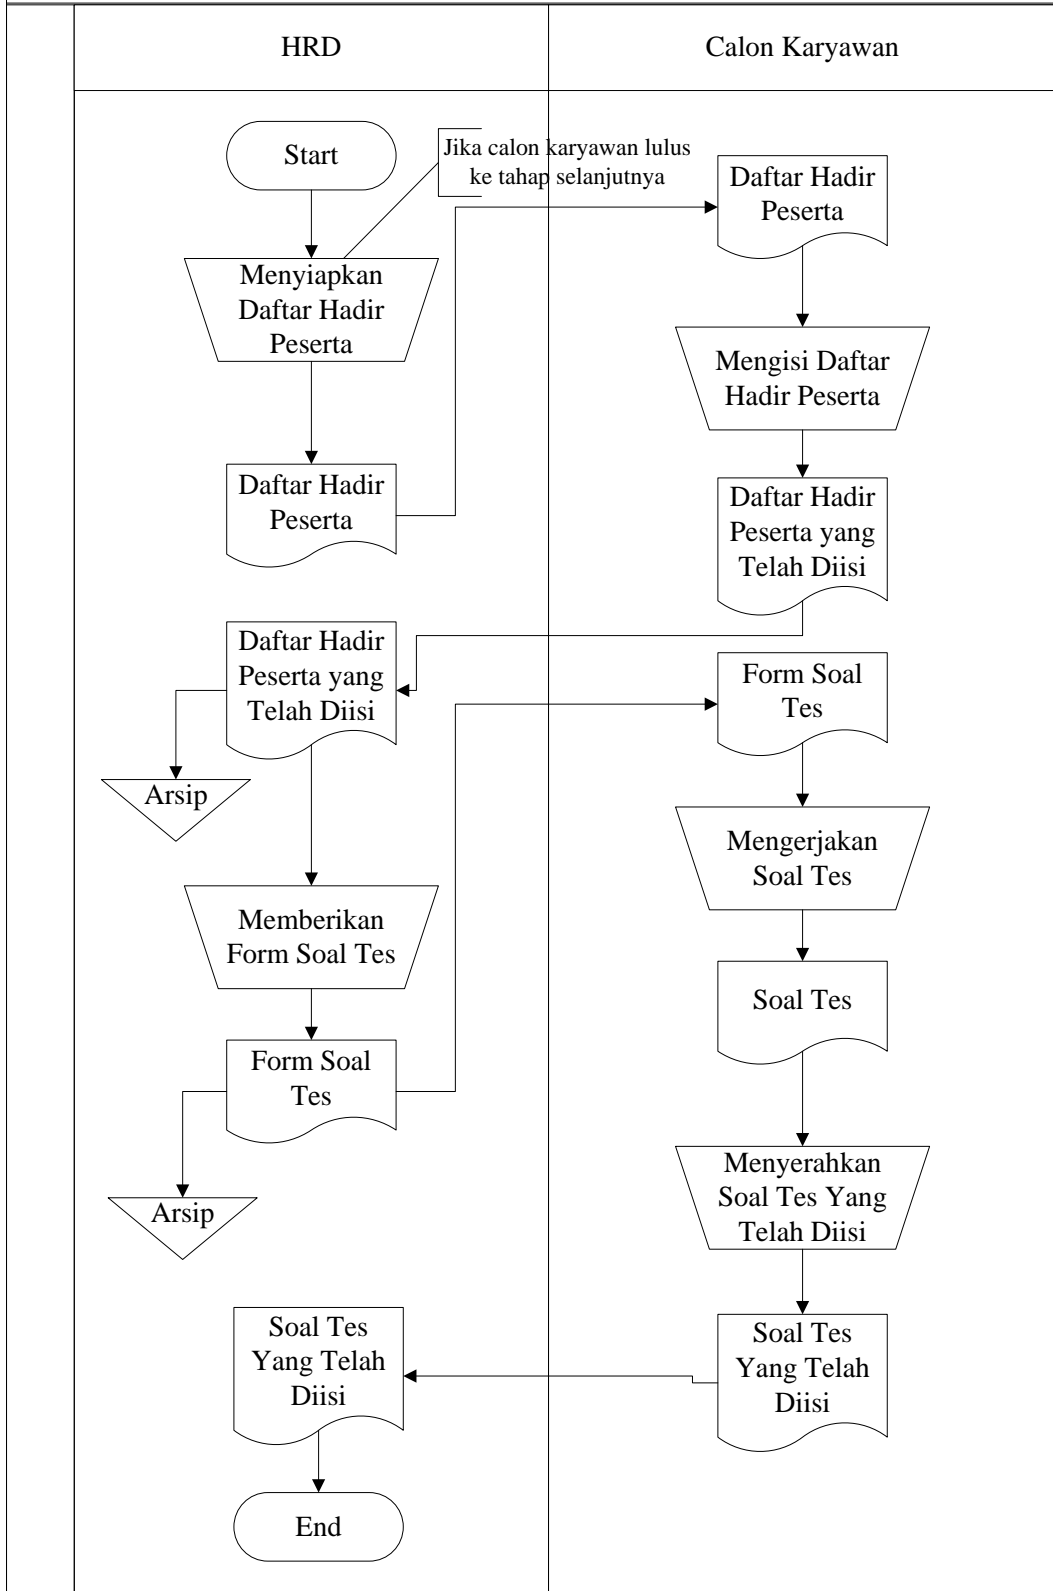 HRD
Calon Karyawan
Start
Jika calon karyawan lulus
ke tahap selanjutnya
Menyiapkan
Daftar Hadir
Peserta
Daftar Hadir
Peserta
Daftar Hadir
Peserta
Mengisi Daftar
Hadir Peserta
Daftar Hadir
Peserta yang
Telah Diisi
Daftar Hadir
Peserta yang
Telah Diisi
Arsip
Memberikan
Form Soal Tes
Form Soal
Tes
Arsip
Form Soal
Tes
Mengerjakan
Soal Tes
Soal Tes
Menyerahkan
Soal Tes Yang
Telah Diisi
Soal Tes
Yang Telah
Diisi
Soal Tes
Yang Telah
Diisi
End